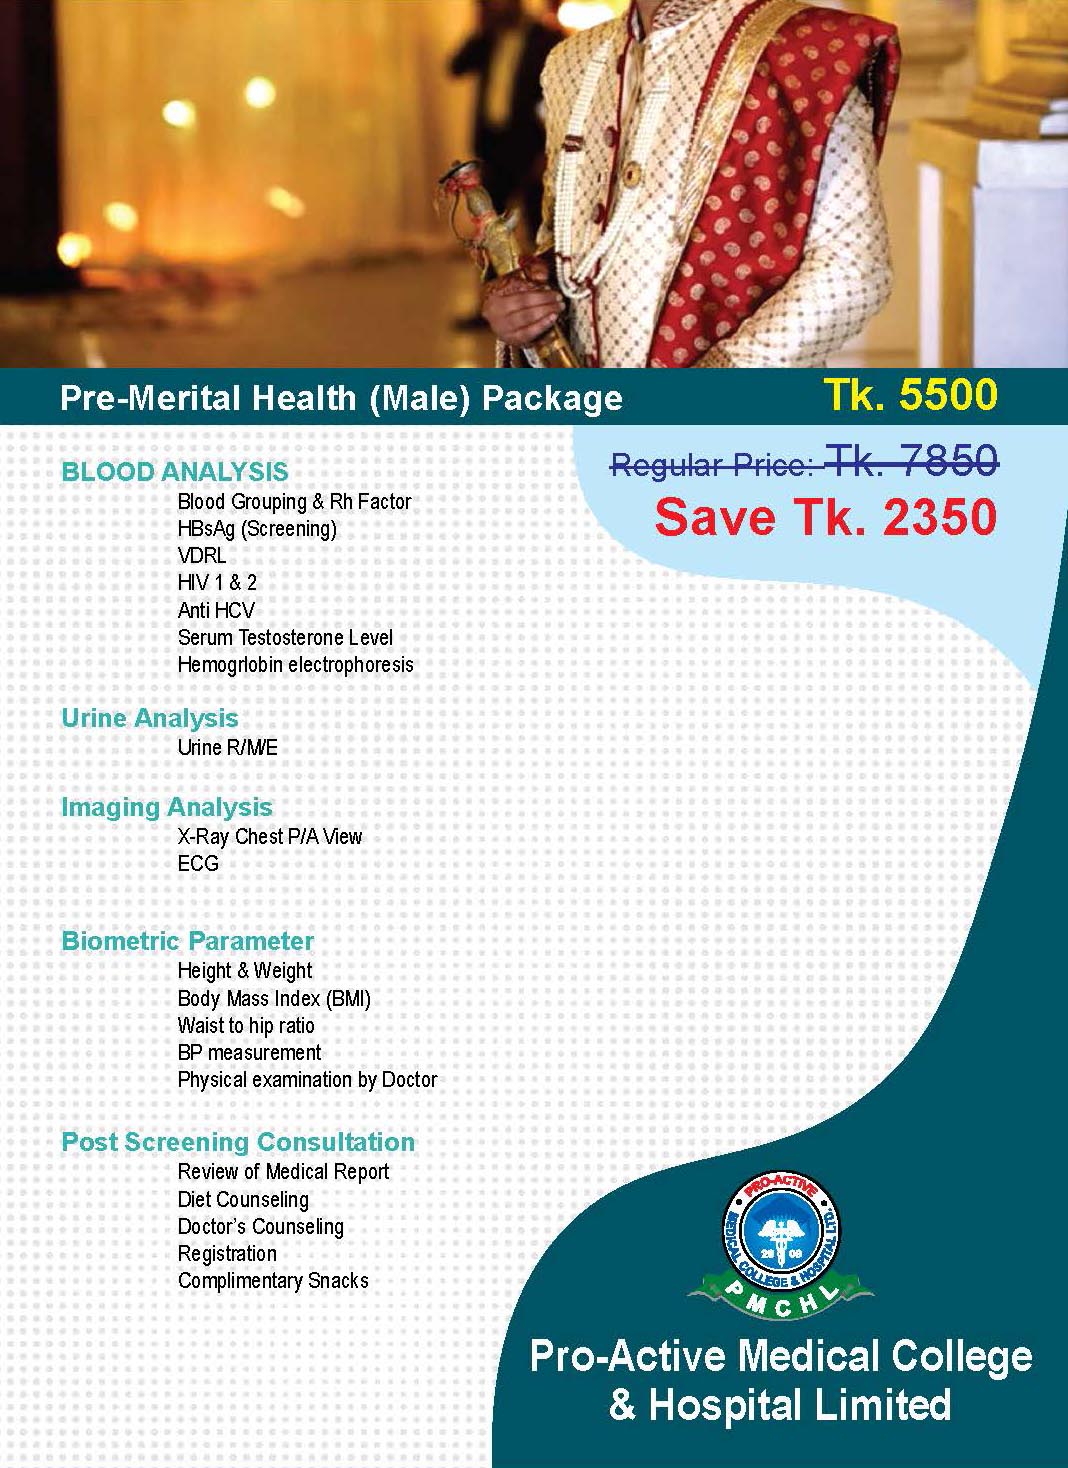 Pre-Merital Health (Male) Package
Tk. 5500
Regular Price: Tk. 7850
Save Tk. 2350
BLOOD ANALYSIS
Blood Grouping & Rh Factor
HBsAg (Screening)
VDRL
HIV 1 & 2
Anti HCV
Serum Testosterone Level
Hemogrlobin electrophoresis
Urine Analysis
Urine R/M/E
Imaging Analysis
X-Ray Chest P/A View
ECG
Biometric Parameter
Height & Weight
Body Mass Index (BMI)
Waist to hip ratio
BP measurement
Physical examination by Doctor
Post Screening Consultation
Review of Medical Report
Diet Counseling
Doctor's Counseling
Registration
Complimentary Snacks
PRO-ACTIVE
MEDICAL COLLEGE & HOSPITAL LTD.
2008
PMCHL
Pro-Active Medical College
& Hospital Limited